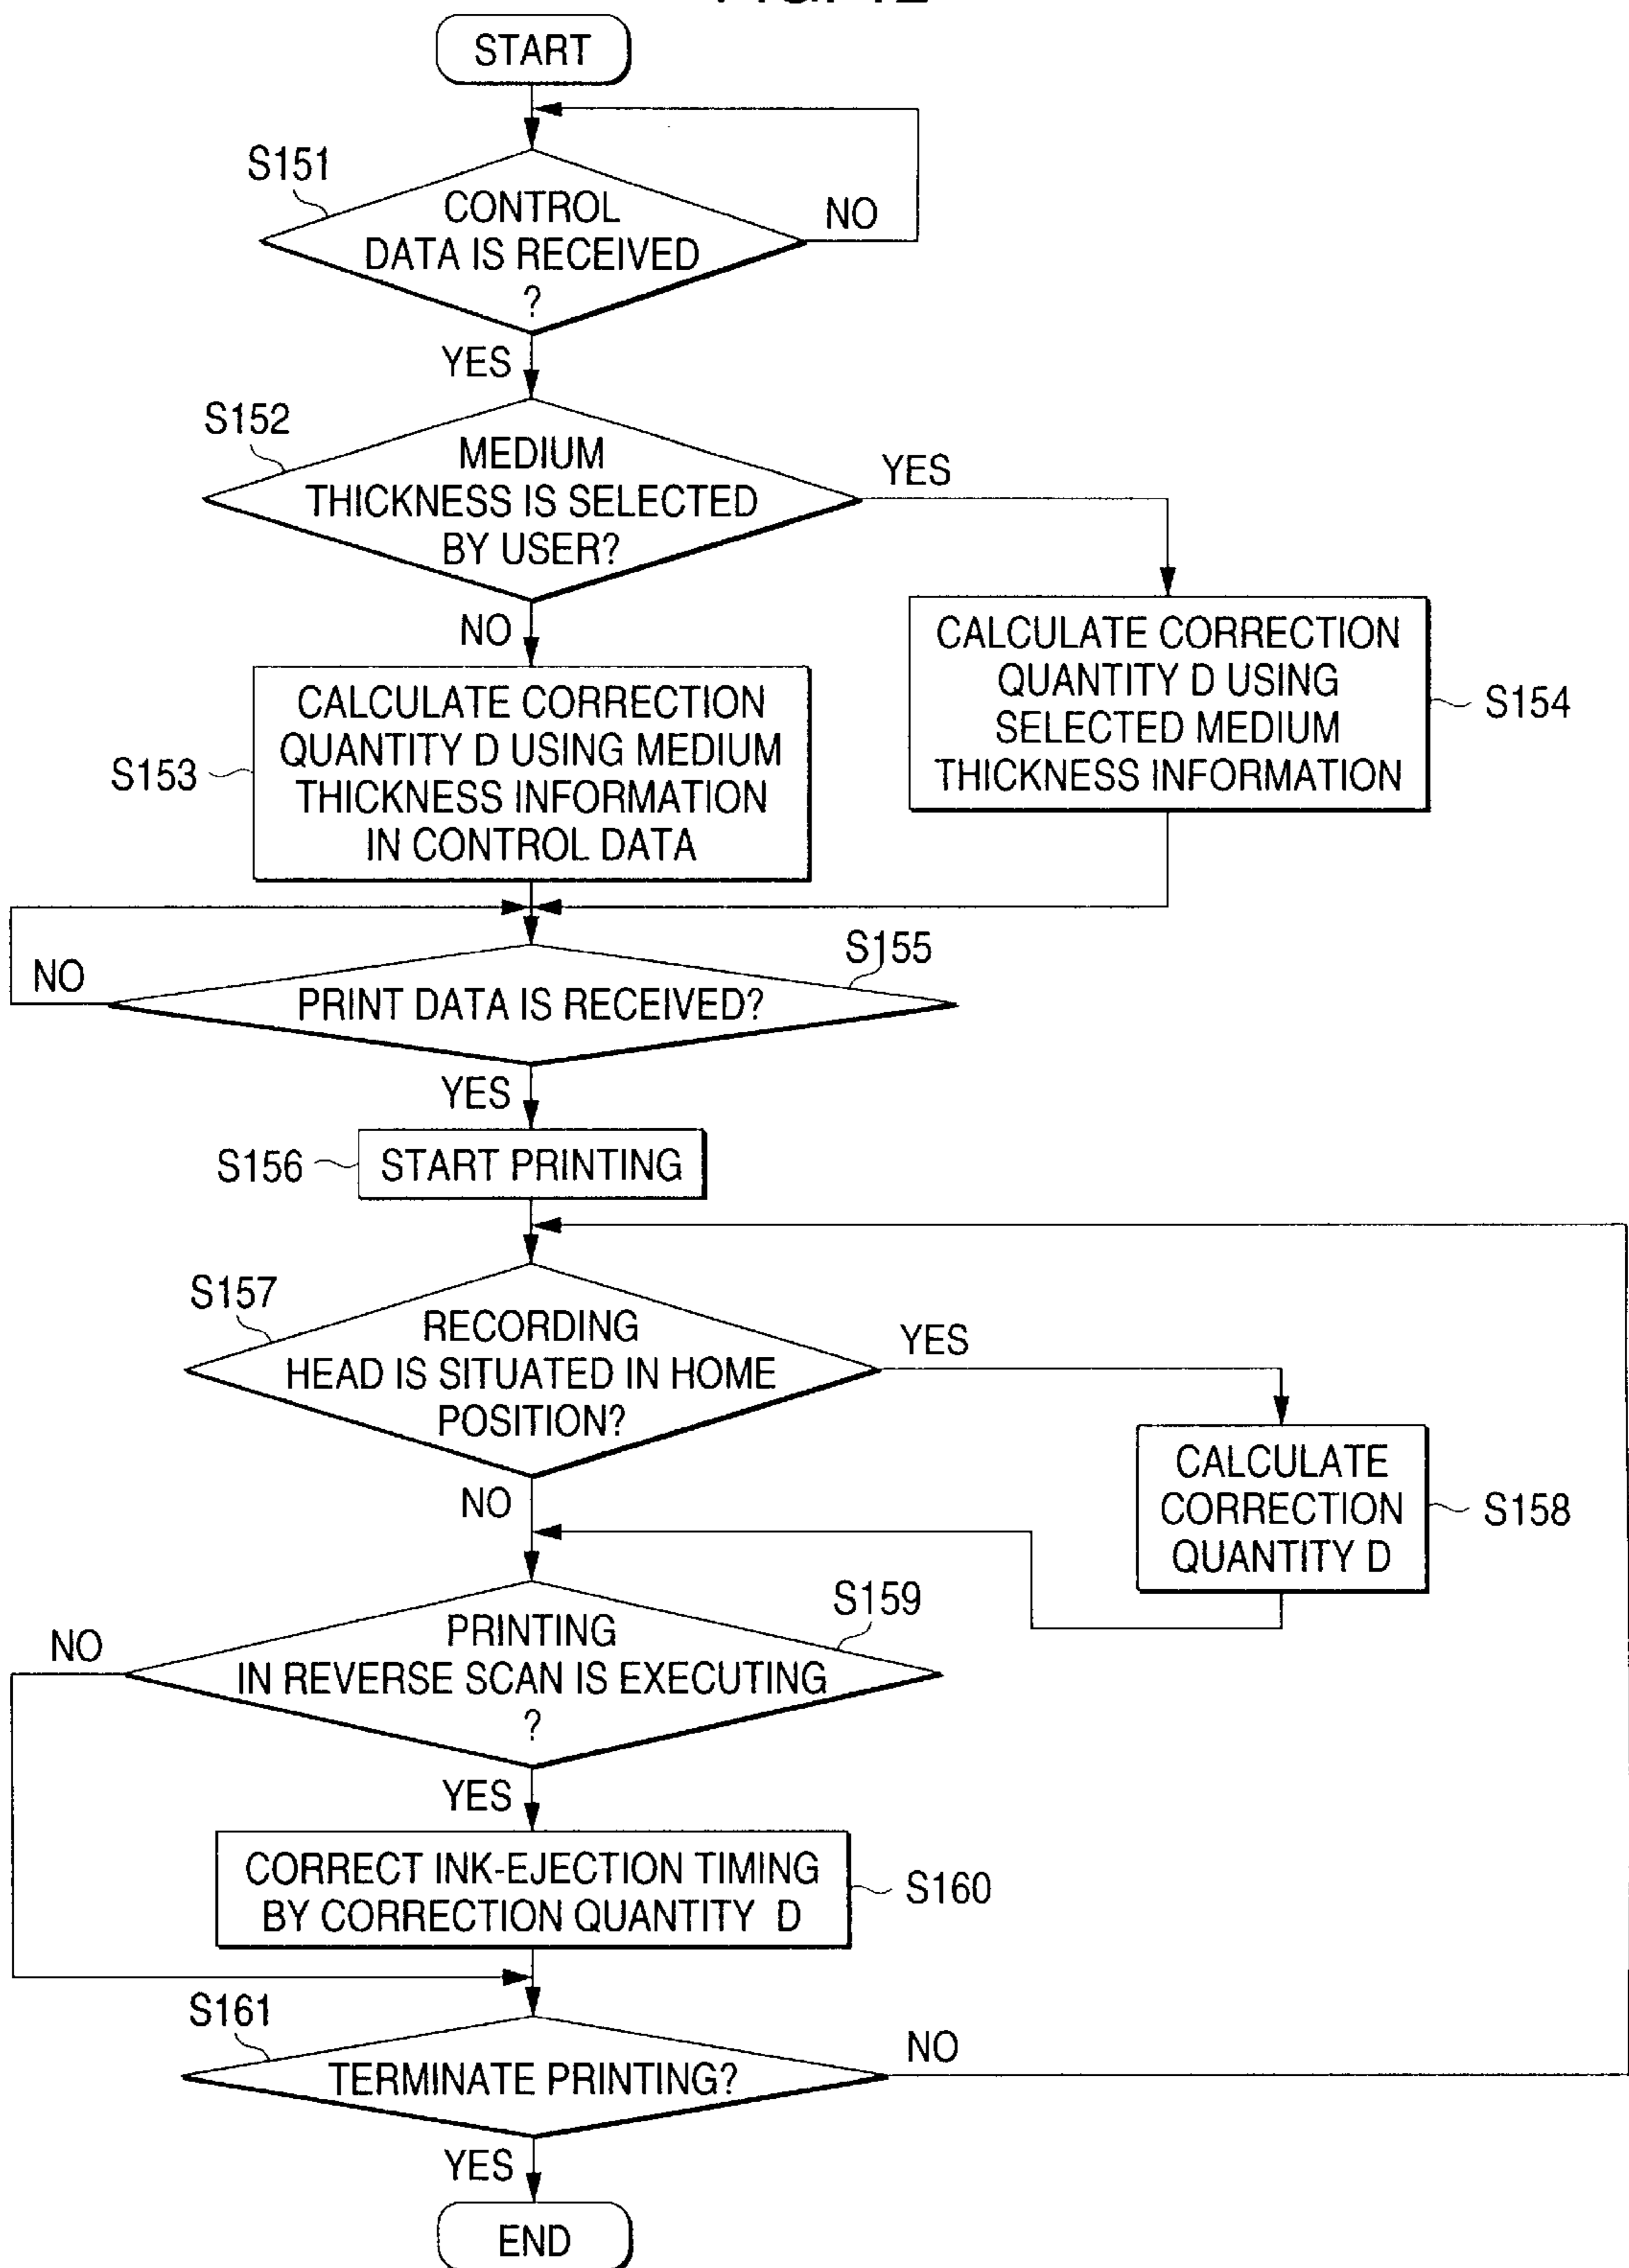 START
S151
CONTROL
DATA IS RECEIVED
?
NO
YES
S152
MEDIUM
THICKNESS IS SELECTED
BY USER?
YES
NO
CALCULATE CORRECTION
QUANTITY D USING
SELECTED MEDIUM
THICKNESS INFORMATION
S154
CALCULATE CORRECTION
QUANTITY D USING MEDIUM
THICKNESS INFORMATION
IN CONTROL DATA
S153
S155
NO
PRINT DATA IS RECEIVED?
YES
S156
START PRINTING
S157
RECORDING
HEAD IS SITUATED IN HOME
POSITION?
YES
NO
CALCULATE
CORRECTION
QUANTITY D
S158
S159
NO
PRINTING
IN REVERSE SCAN IS EXECUTING
?
YES
CORRECT INK-EJECTION TIMING
BY CORRECTION QUANTITY D
S160
S161
NO
TERMINATE PRINTING?
YES
END